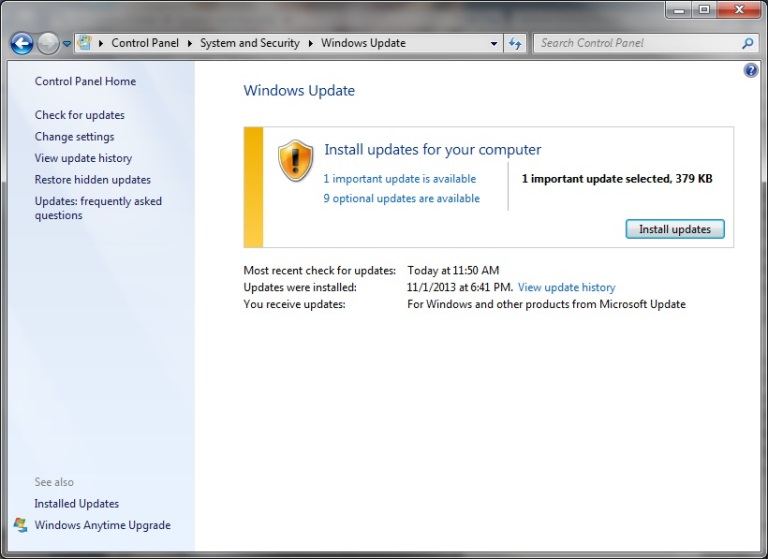 Control Panel System and Security Windows Update
Search Control Panel
Control Panel Home
Check for updates
Change settings
View update history
Restore hidden updates
Updates: frequently asked
questions
See also
Installed Updates
Windows Anytime Upgrade
Windows Update
Install updates for your computer
1 important update is available
9 optional updates are available
1 important update selected, 379 KB
Install updates
Most recent check for updates: Today at 11:50 AM
Updates were installed: 11/1/2013 at 6:41 PM. View update history
You receive updates: For Windows and other products from Microsoft Update